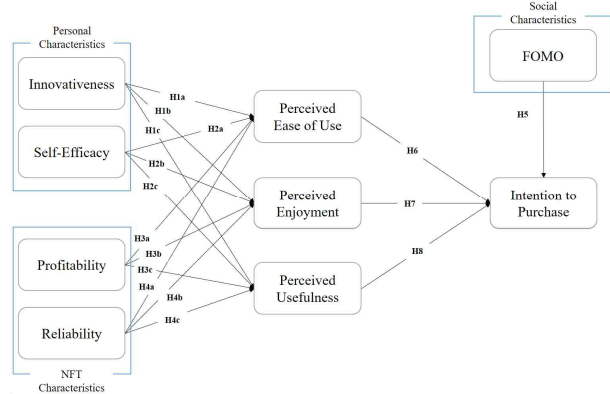 Personal
Characteristics
Innovativeness
Self-Efficacy
Profitability
Reliability
NFT
Characteristics
H1a
H1b
H1c
H2a
H2b
H2c
H3a
H3b
H3c
H4a
H4b
H4c
Perceived
Ease of Use
Perceived
Enjoyment
Perceived
Usefulness
H6
H7
H8
Social
Characteristics
FOMO
H5
Intention to
Purchase